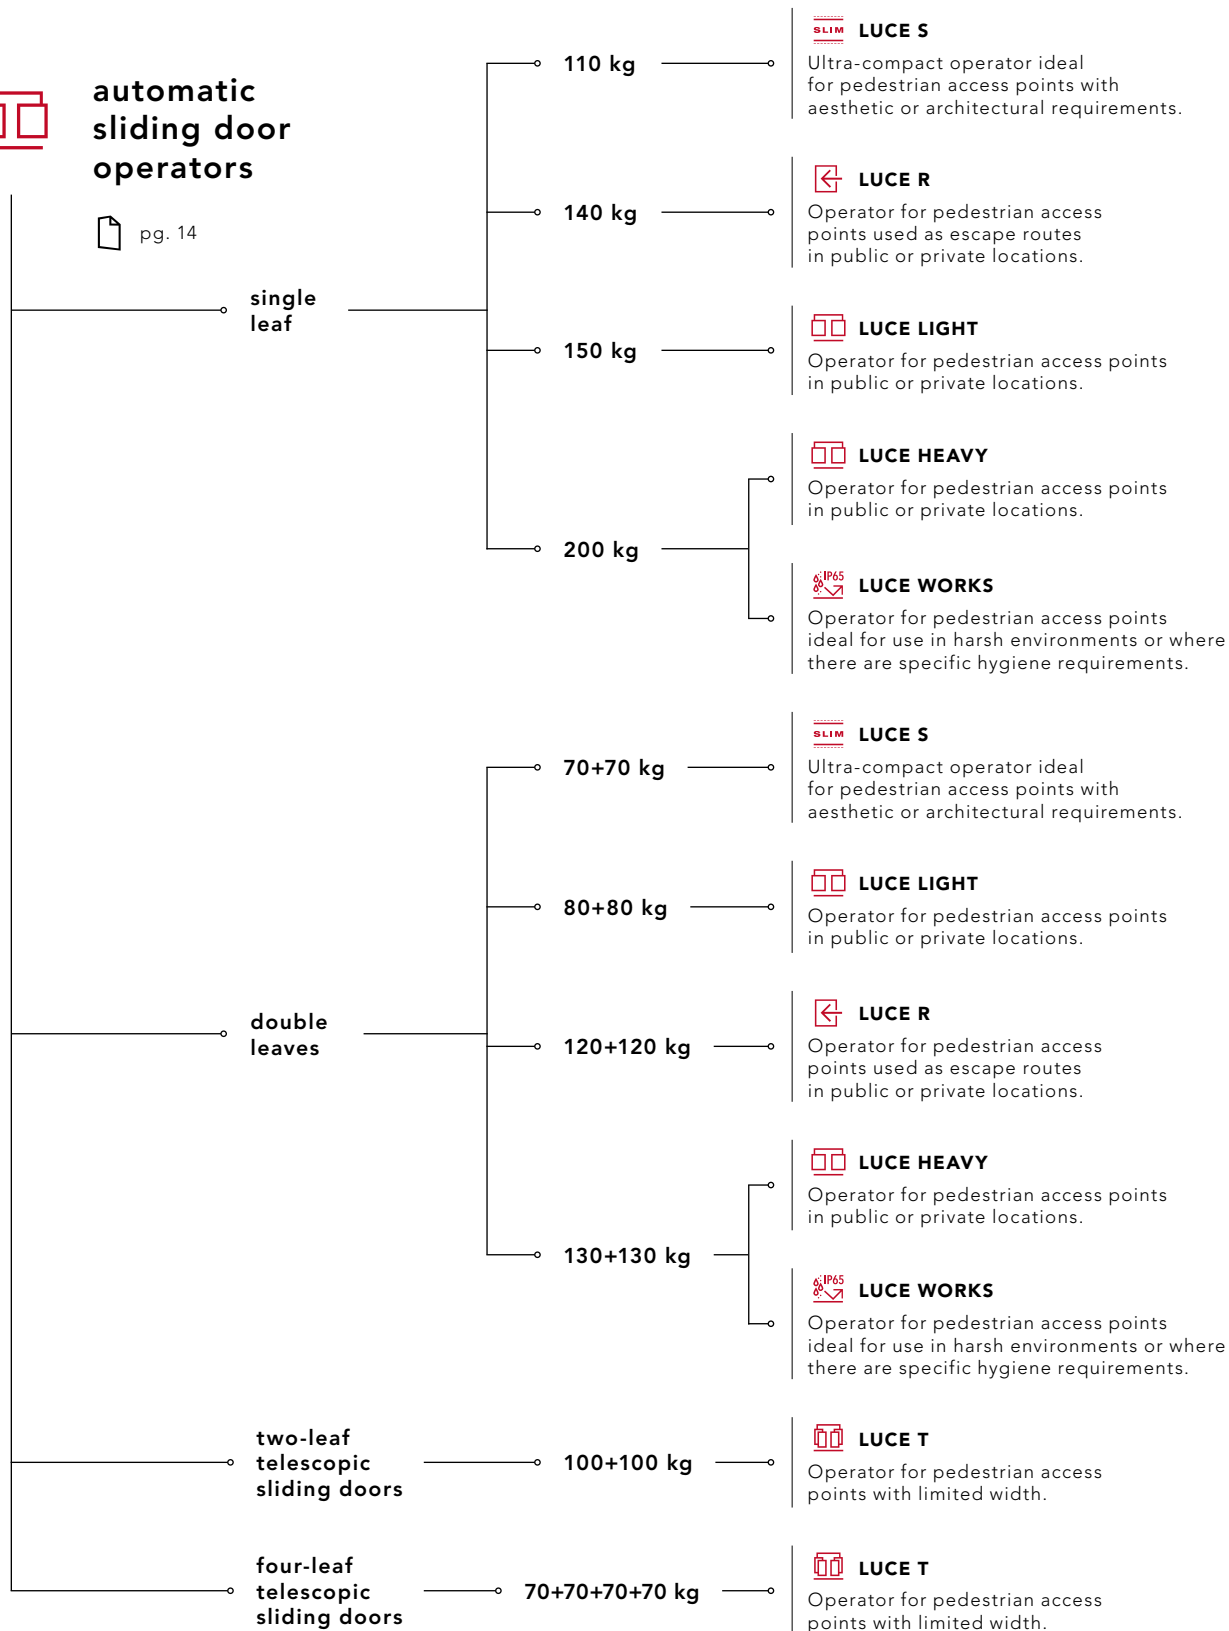 automatic
sliding door
operators
pg. 14
single
leaf
110 kg
SLIM LUCE S
Ultra-compact operator ideal
for pedestrian access points with
aesthetic or architectural requirements.
140 kg
LUCE R
Operator for pedestrian access
points used as escape routes
in public or private locations.
150 kg
LUCE LIGHT
Operator for pedestrian access points
in public or private locations.
200 kg
LUCE HEAVY
Operator for pedestrian access points
in public or private locations.
IP65 LUCE WORKS
Operator for pedestrian access points
ideal for use in harsh environments or where
there are specific hygiene requirements.
double
leaves
70+70 kg
SLIM LUCE S
Ultra-compact operator ideal
for pedestrian access points with
aesthetic or architectural requirements.
80+80 kg
LUCE LIGHT
Operator for pedestrian access points
in public or private locations.
120+120 kg
LUCE R
Operator for pedestrian access
points used as escape routes
in public or private locations.
130+130 kg
LUCE HEAVY
Operator for pedestrian access points
in public or private locations.
IP65 LUCE WORKS
Operator for pedestrian access points
ideal for use in harsh environments or where
there are specific hygiene requirements.
two-leaf
telescopic
sliding doors
100+100 kg
LUCE T
Operator for pedestrian access
points with limited width.
four-leaf
telescopic
sliding doors
70+70+70+70 kg
LUCE T
Operator for pedestrian access
points with limited width.